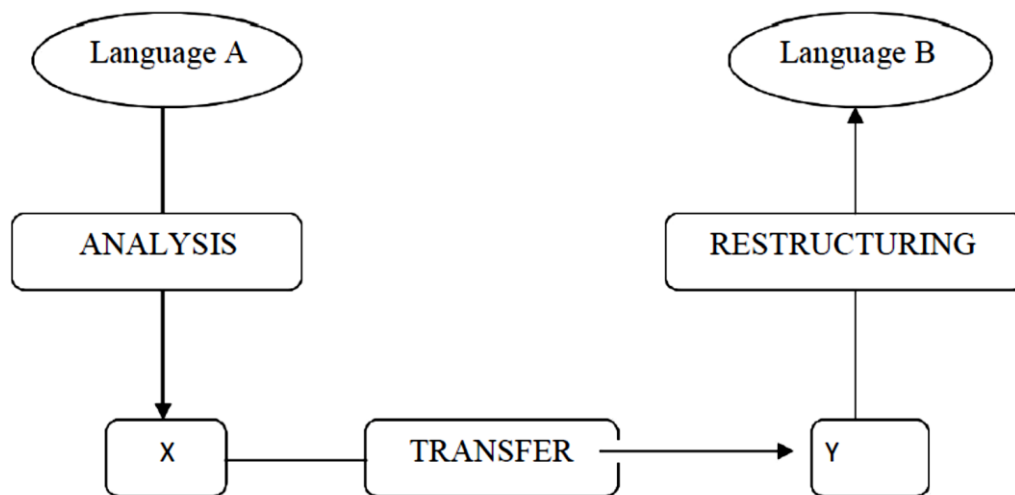 Language A
Language B
ANALYSIS
RESTRUCTURING
X
TRANSFER
Y